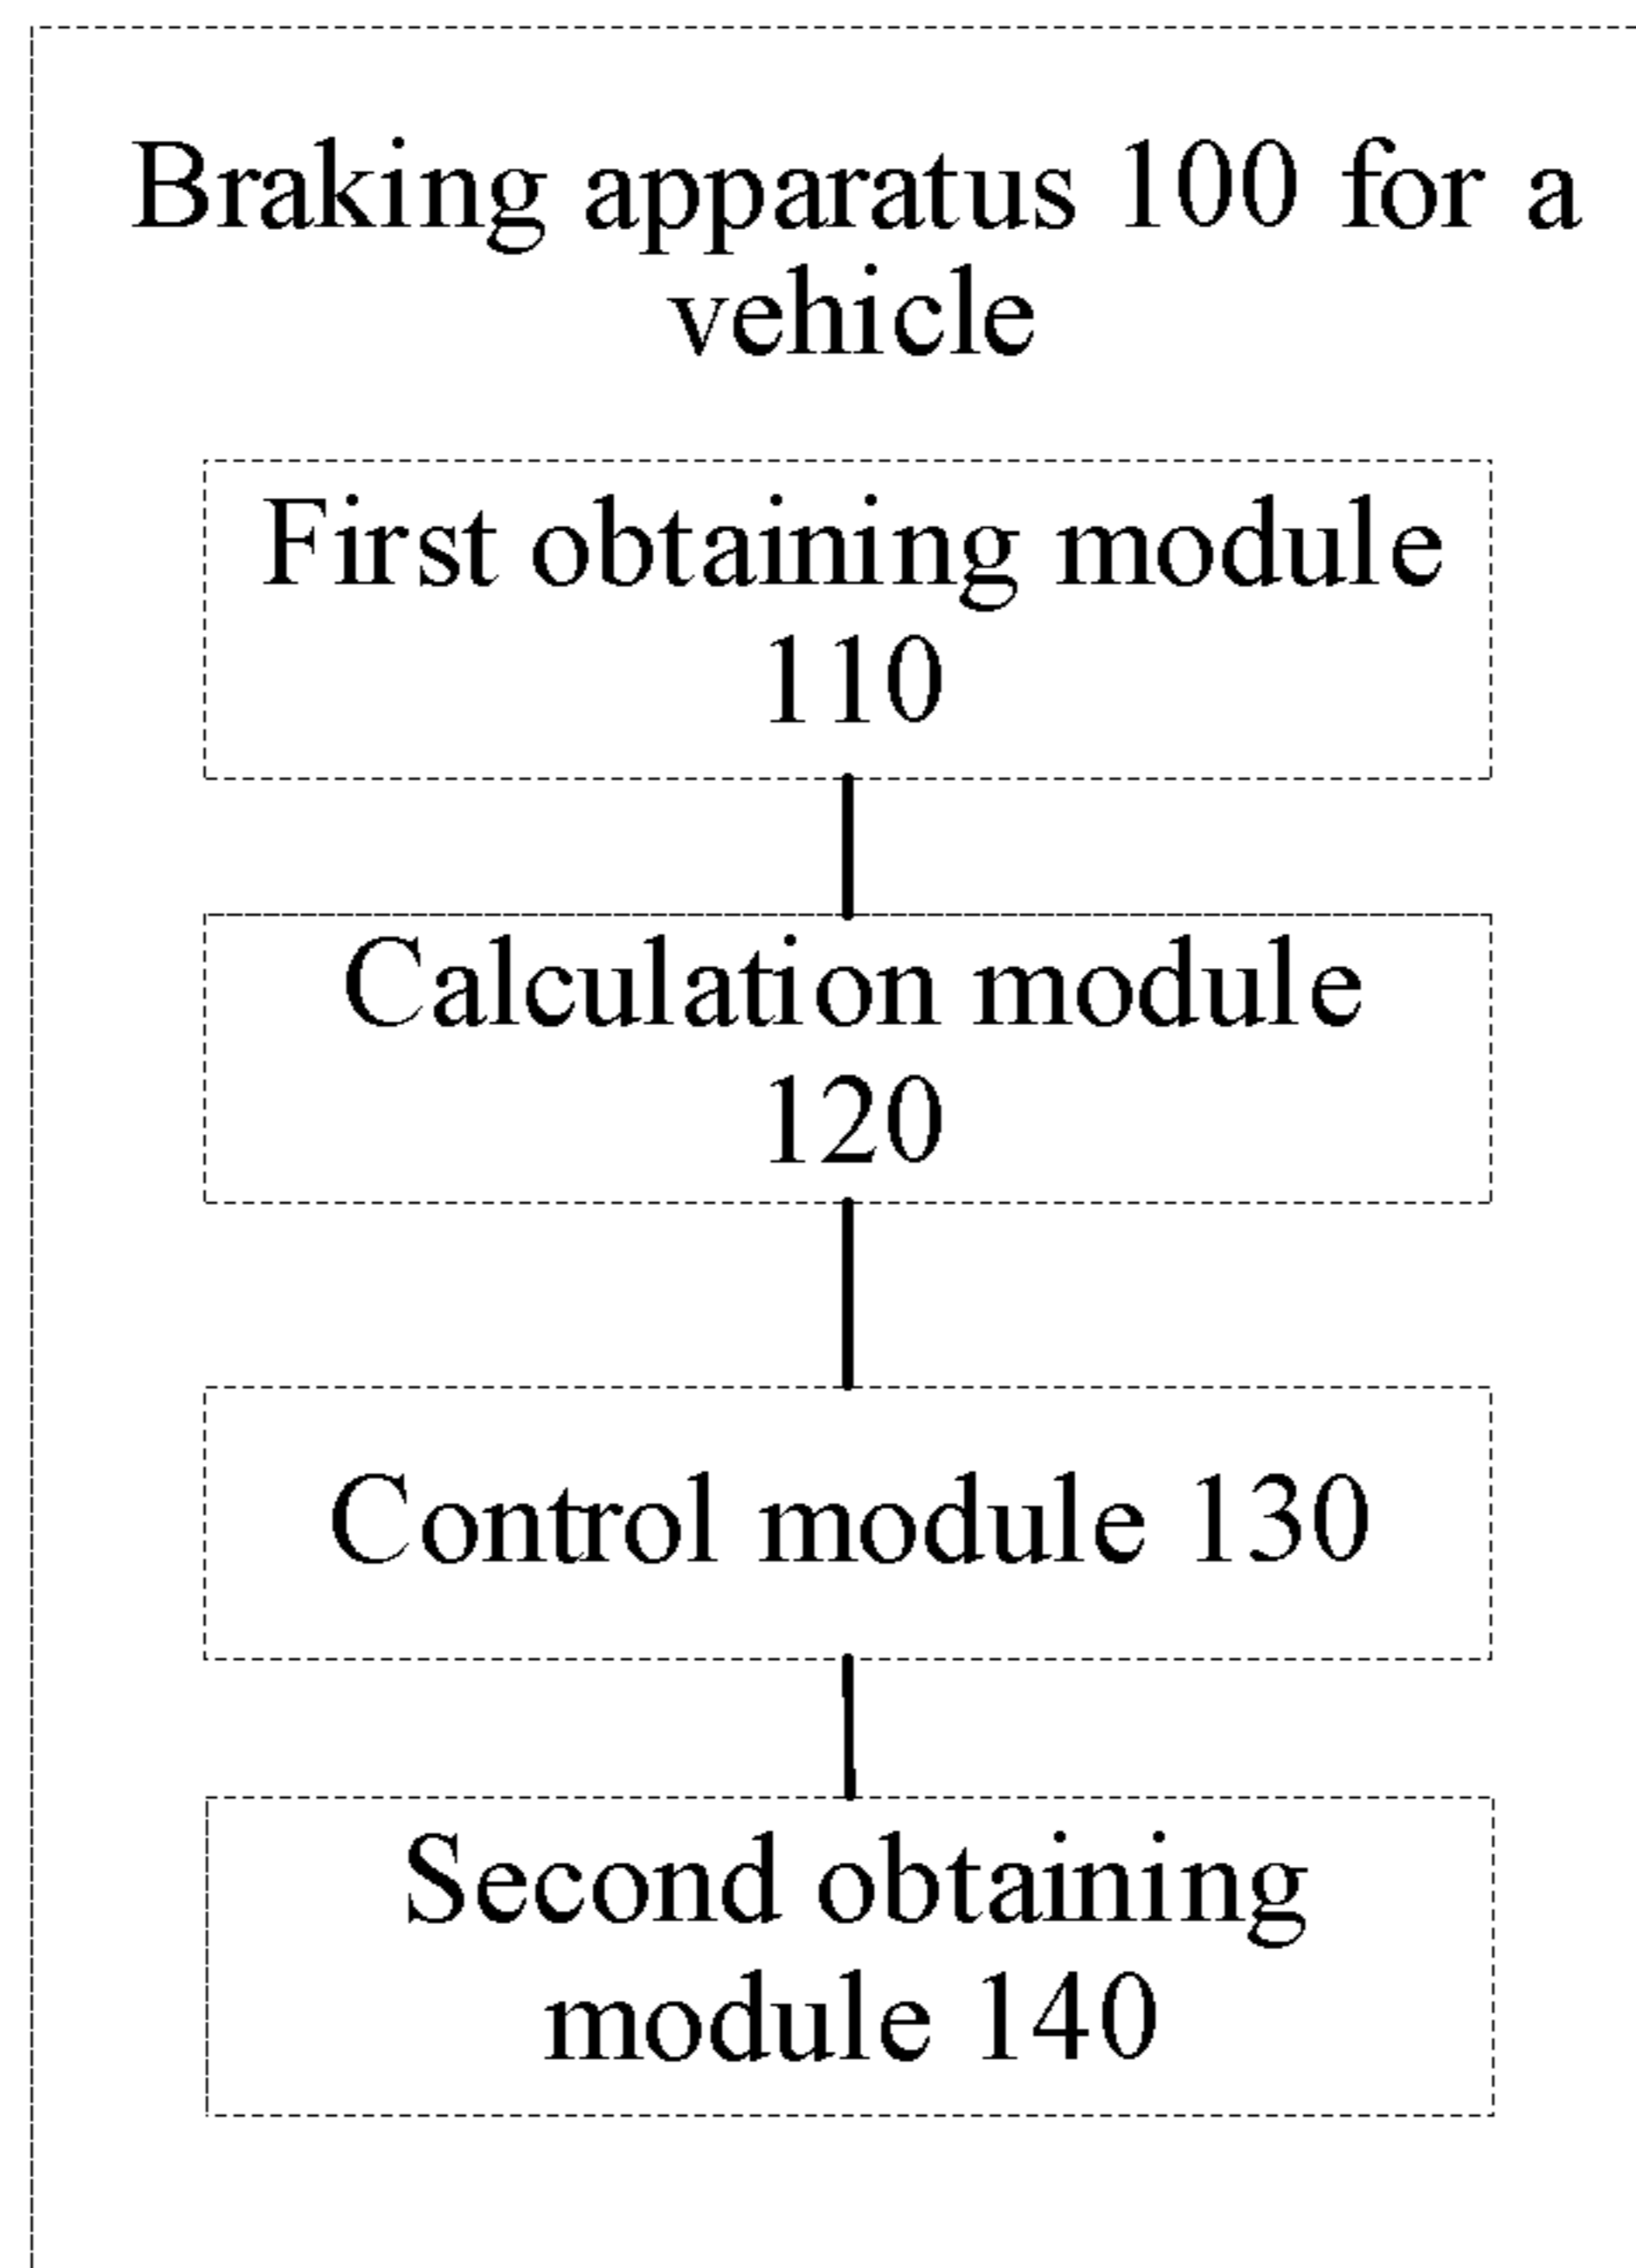 Braking apparatus 100 for a
vehicle
First obtaining module
110
Calculation module
120
Control module 130
Second obtaining
module 140